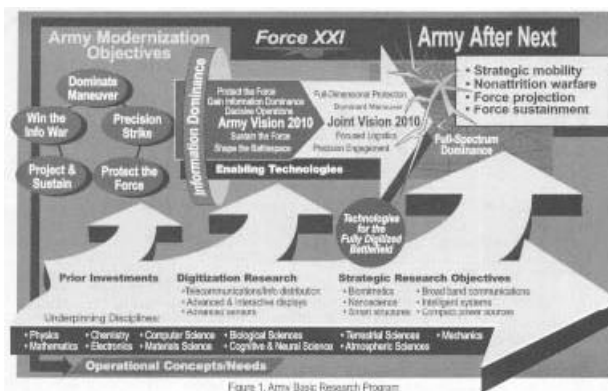 Army Modernization
Objectives
Dominate
Maneuver
Win the
Info War
Precision
Strike
Project &
Sustain
Protect the
Force
Information Dominance
Force XXI
Protect the Force
Gain Information Dominance
Decisive Operations
Army Vision 2010
Sustain the Force
Shape the Battlespace
Full-Dimensional Protection
Dominant Maneuver
Joint Vision 2010
Focused Logistics
Precision Engagement
Enabling Technologies
Army After Next
• Strategic mobility
• Nonattrition warfare
• Force projection
• Force sustainment
Full-Spectrum
Dominance
Technologies
for the
Fully Digitized
Battlefield
Prior Investments
Digitization Research
• Telecommunications/Info distribution
• Advanced & interactive displays
• Advanced sensors
Strategic Research Objectives
• Biomimetics
• Nanoscience
• Smart structures
• Broad band communications
• Intelligent systems
• Compact power sources
Underpinning Disciplines:
• Physics • Chemistry • Computer Science • Biological Sciences • Terrestrial Sciences • Mechanics
• Mathematics • Electronics • Materials Science • Cognitive & Neural Science • Atmospheric Sciences
Operational Concepts/Needs
Figure 1. Army Basic Research Program